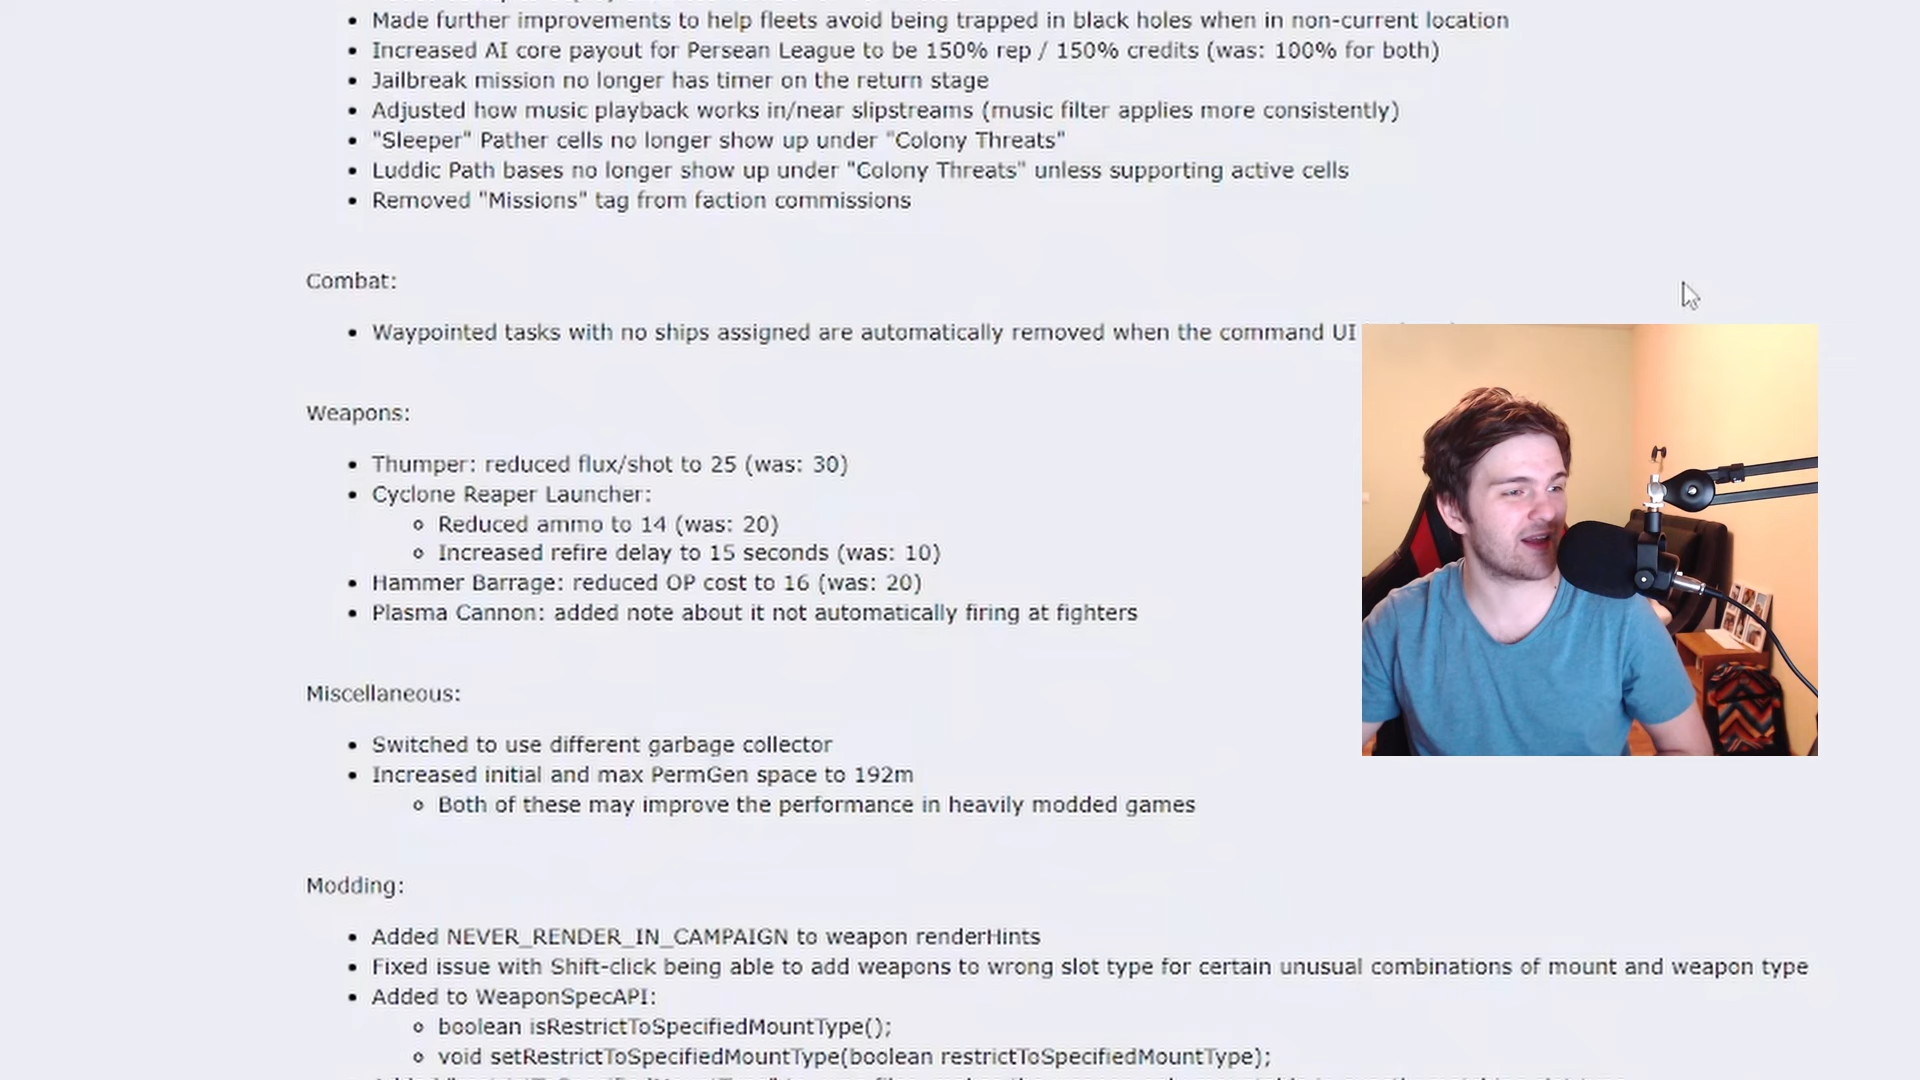 Made further improvements to help fleets avoid being trapped in black holes when in non-current location
Increased AI core payout for Persean League to be 150% rep / 150% credits (was: 100% for both)
Jailbreak mission no longer has timer on the return stage
Adjusted how music playback works in/near slipstreams (music filter applies more consistently)
"Sleeper" Pather cells no longer show up under "Colony Threats"
Luddic Path bases no longer show up under "Colony Threats" unless supporting active cells
Removed "Missions" tag from faction commissions
Combat:
Waypointed tasks with no ships assigned are automatically removed when the command UI
Weapons:
Thumper: reduced flux/shot to 25 (was: 30)
Cyclone Reaper Launcher:
Reduced ammo to 14 (was: 20)
Increased refire delay to 15 seconds (was: 10)
Hammer Barrage: reduced OP cost to 16 (was: 20)
Plasma Cannon: added note about it not automatically firing at fighters
Miscellaneous:
Switched to use different garbage collector
Increased initial and max PermGen space to 192m
Both of these may improve the performance in heavily modded games
Modding:
Added NEVER_RENDER_IN_CAMPAIGN to weapon renderHints
Fixed issue with Shift-click being able to add weapons to wrong slot type for certain unusual combinations of mount and weapon type
Added to WeaponSpecAPI:
boolean isRestrictToSpecifiedMountType();
void setRestrictToSpecifiedMountType(boolean restrictToSpecifiedMountType);